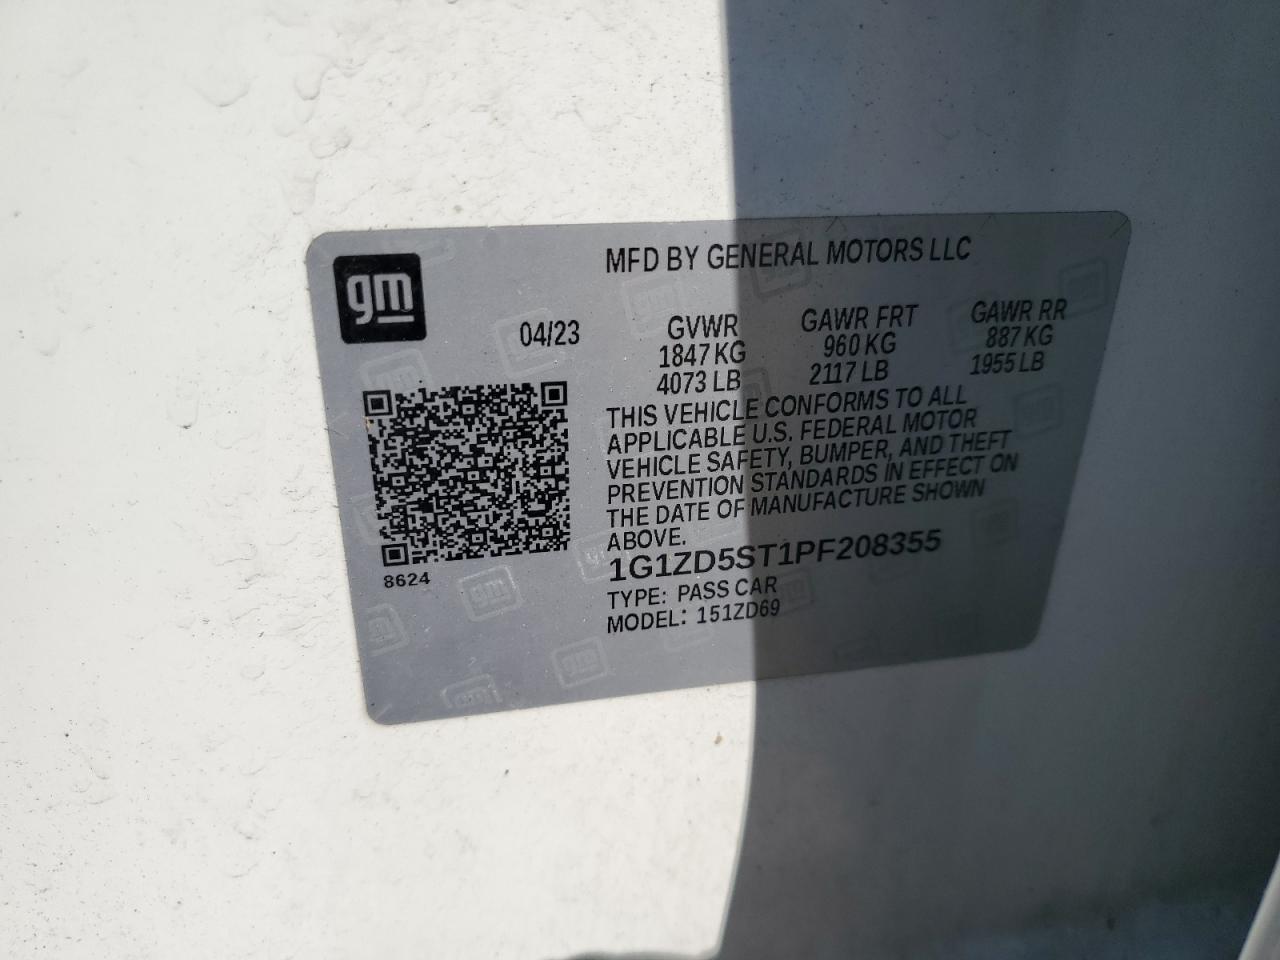 gm
MFD BY GENERAL MOTORS LLC
04/23
GVWR GAWR FRT GAWR RR
1847 KG 960 KG 887 KG
4073 LB 2117 LB 1955 LB
THIS VEHICLE CONFORMS TO ALL
APPLICABLE U.S. FEDERAL MOTOR
VEHICLE SAFETY, BUMPER, AND THEFT
PREVENTION STANDARDS IN EFFECT ON
THE DATE OF MANUFACTURE SHOWN
ABOVE.
1G1ZD5ST1PF208355
TYPE: PASS CAR
MODEL: 151ZD69
8624